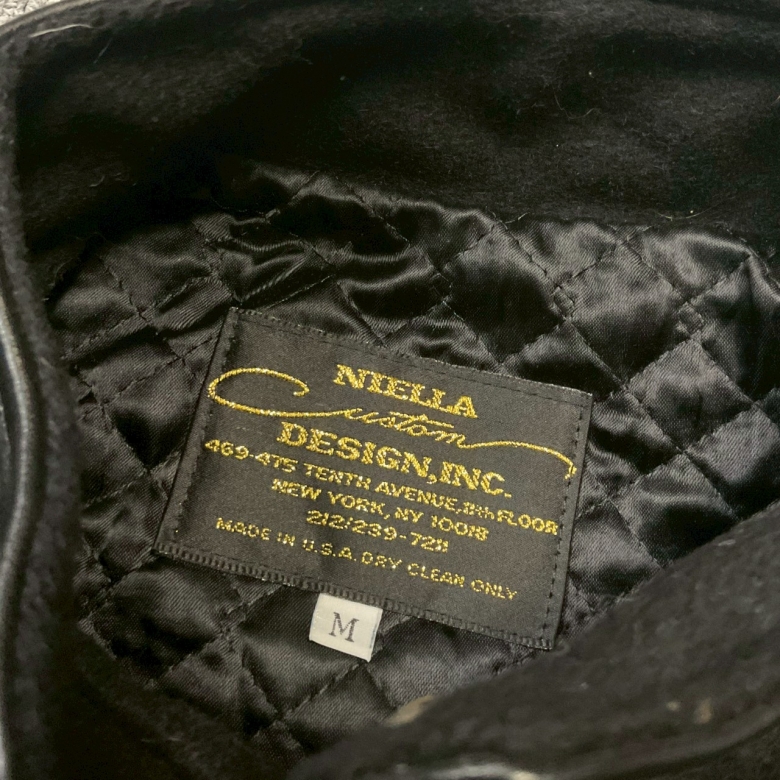 NIELLA
Custom
DESIGN, INC.
469-475 TENTH AVENUE, 11th FLOOR
NEW YORK, NY 10018
212/239-7211
MADE IN U.S.A. DRY CLEAN ONLY
M